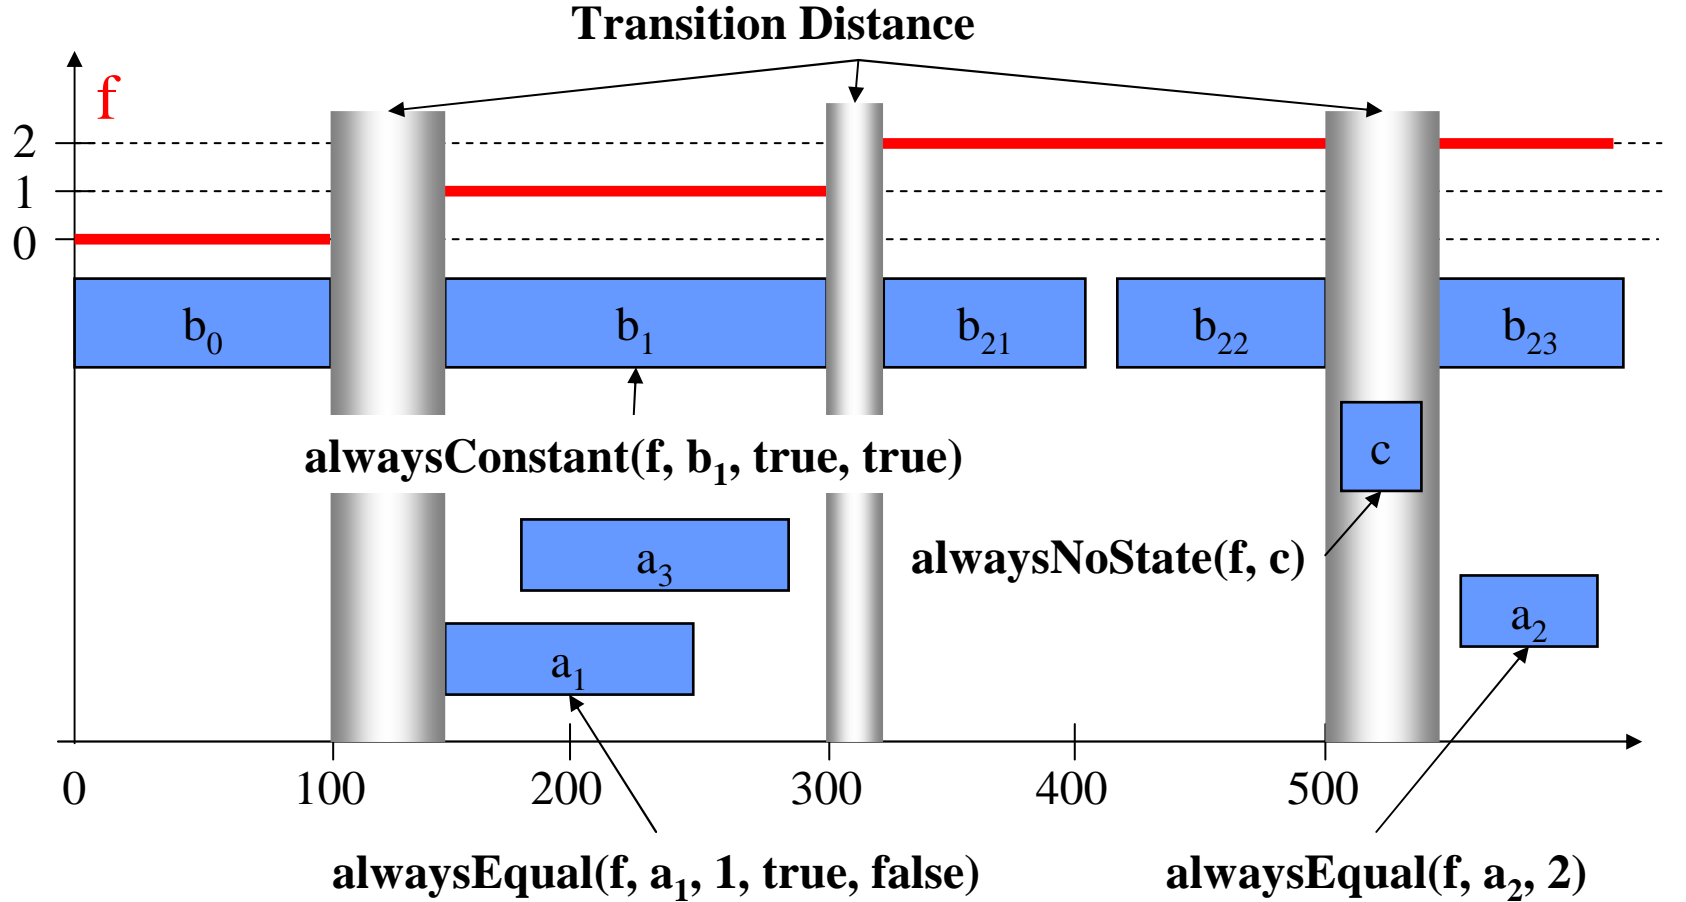 Transition Distance
f
2
1
0
b0 b1 b21 b22 b23
alwaysConstant(f, b1, true, true)
c
a3
alwaysNoState(f, c)
a2
a1
0 100 200 300 400 500
alwaysEqual(f, a1, 1, true, false) alwaysEqual(f, a2, 2)